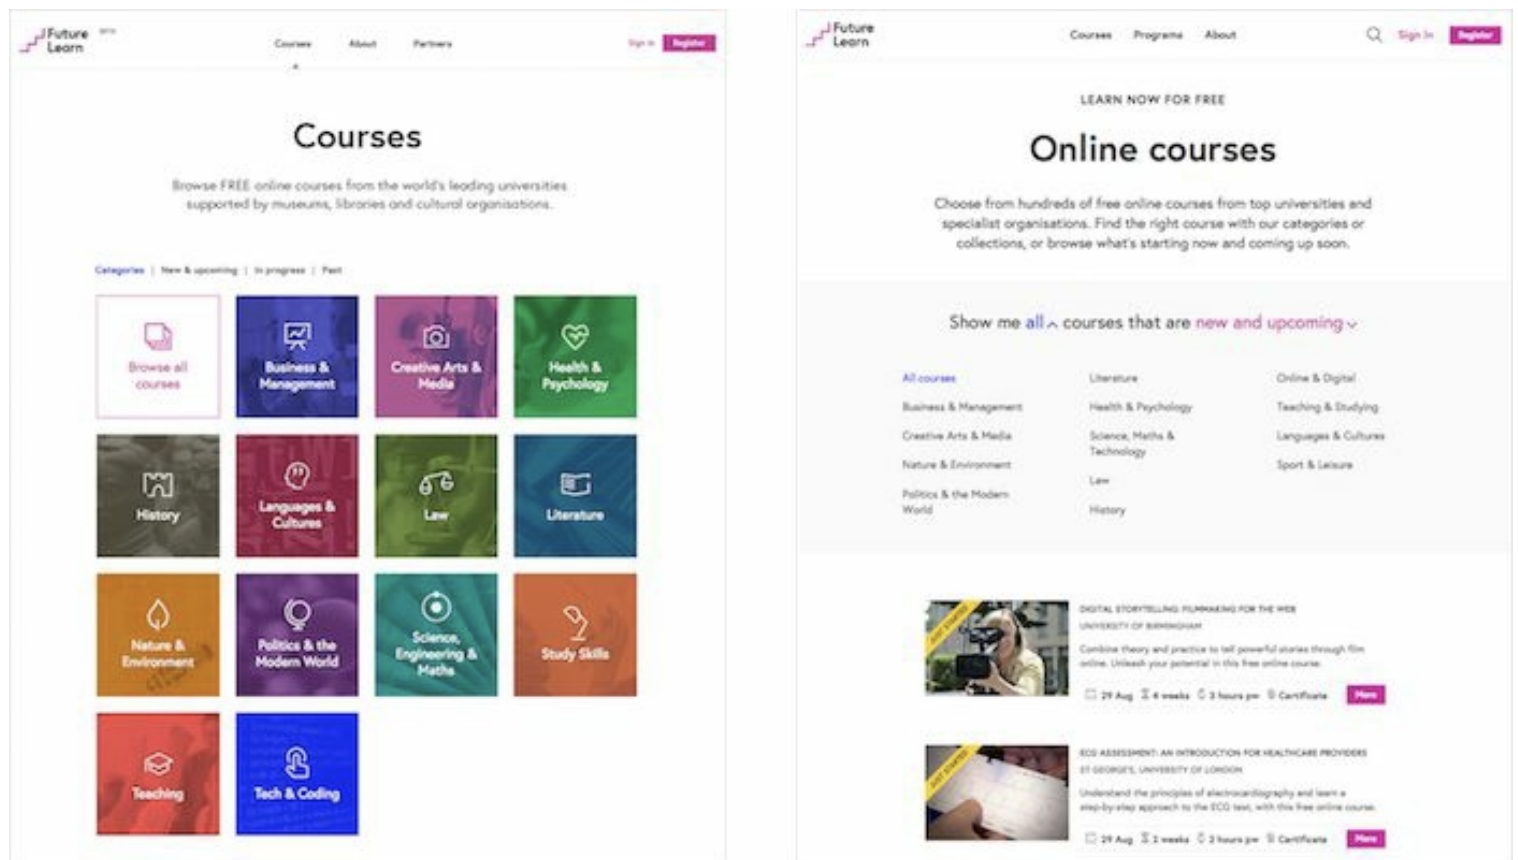 Future
Learn
BETA
Courses
About
Partners
Sign in
Register
Courses
Browse FREE online courses from the world's leading universities
supported by museums, libraries and cultural organisations.
Categories | New & upcoming | In progress | Past
Browse all
courses
Business &
Management
Creative Arts &
Media
Health &
Psychology
History
Languages &
Cultures
Law
Literature
Nature &
Environment
Politics & the
Modern World
Science,
Engineering &
Maths
Study Skills
Teaching
Tech & Coding
Future
Learn
Courses
Programs
About
Sign in
Register
LEARN NOW FOR FREE
Online courses
Choose from hundreds of free online courses from top universities and
specialist organisations. Find the right course with our categories or
collections, or browse what's starting now and coming up soon.
Show me all courses that are new and upcoming
All courses
Business & Management
Creative Arts & Media
Nature & Environment
Politics & the Modern
World
Literature
Health & Psychology
Science, Maths &
Technology
Law
History
Online & Digital
Teaching & Studying
Languages & Cultures
Sport & Leisure
JUST STARTED
DIGITAL STORYTELLING: FILMMAKING FOR THE WEB
UNIVERSITY OF BIRMINGHAM
Combine theory and practice to tell powerful stories through film
online. Unleash your potential in this free online course.
29 Aug 4 weeks 3 hours pw Certificate
More
JUST STARTED
ECG ASSESSMENT: AN INTRODUCTION FOR HEALTHCARE PROVIDERS
ST GEORGE'S, UNIVERSITY OF LONDON
Understand the principles of electrocardiography and learn a
step-by-step approach to the ECG test, with this free online course.
29 Aug 2 weeks 2 hours pw Certificate
More